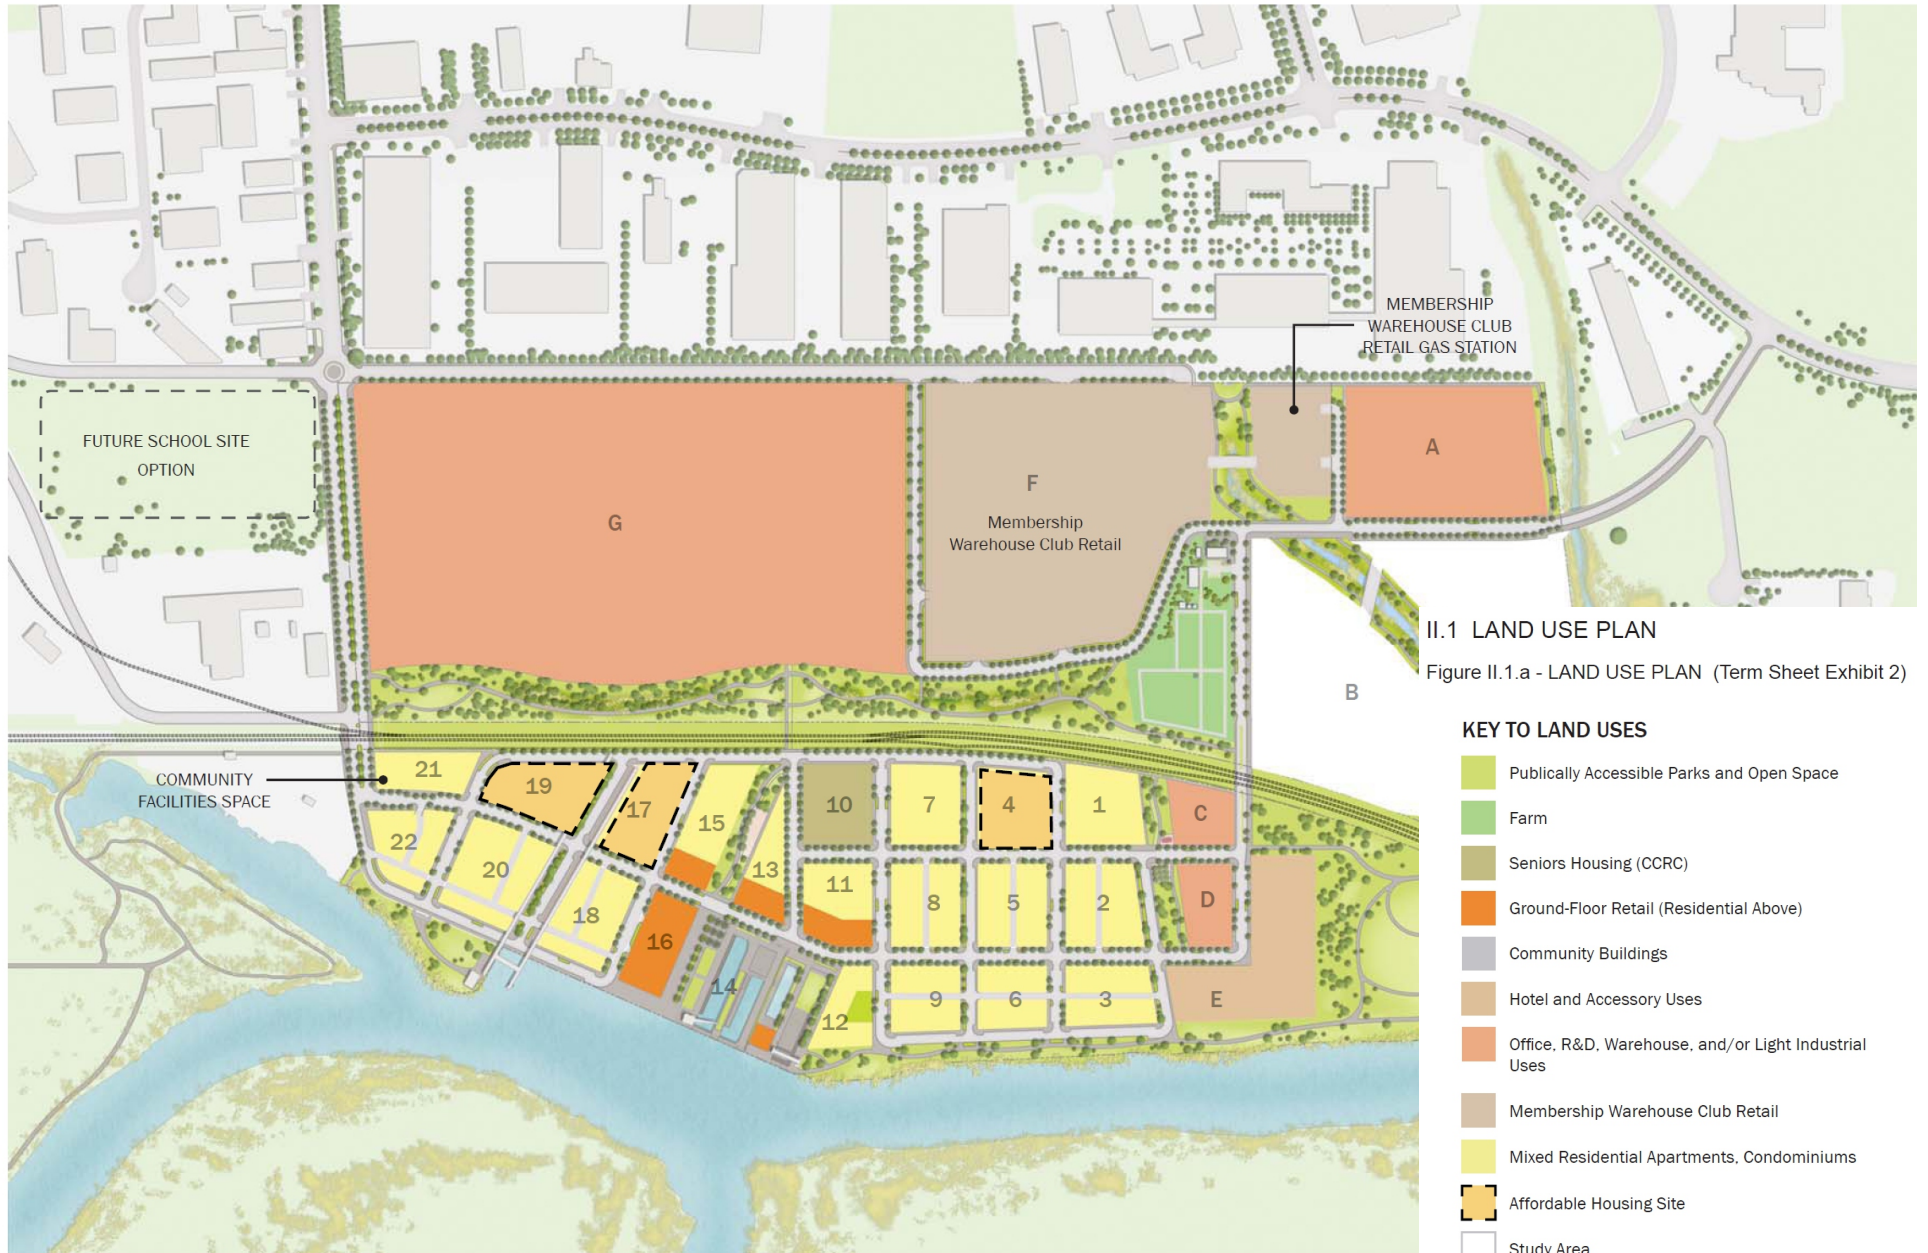 MEMBERSHIP
WAREHOUSE CLUB
RETAIL GAS STATION
FUTURE SCHOOL SITE
OPTION
A
F
Membership
Warehouse Club Retail
G
B
II.1 LAND USE PLAN
Figure II.1.a - LAND USE PLAN (Term Sheet Exhibit 2)
COMMUNITY
FACILITIES SPACE
21
19
17
15
13
10
7
4
1
C
22
20
18
16
14
11
12
8
5
2
D
9
6
3
E
KEY TO LAND USES
Publically Accessible Parks and Open Space
Farm
Seniors Housing (CCRC)
Ground-Floor Retail (Residential Above)
Community Buildings
Hotel and Accessory Uses
Office, R&D, Warehouse, and/or Light Industrial
Uses
Membership Warehouse Club Retail
Mixed Residential Apartments, Condominiums
Affordable Housing Site
Study Area